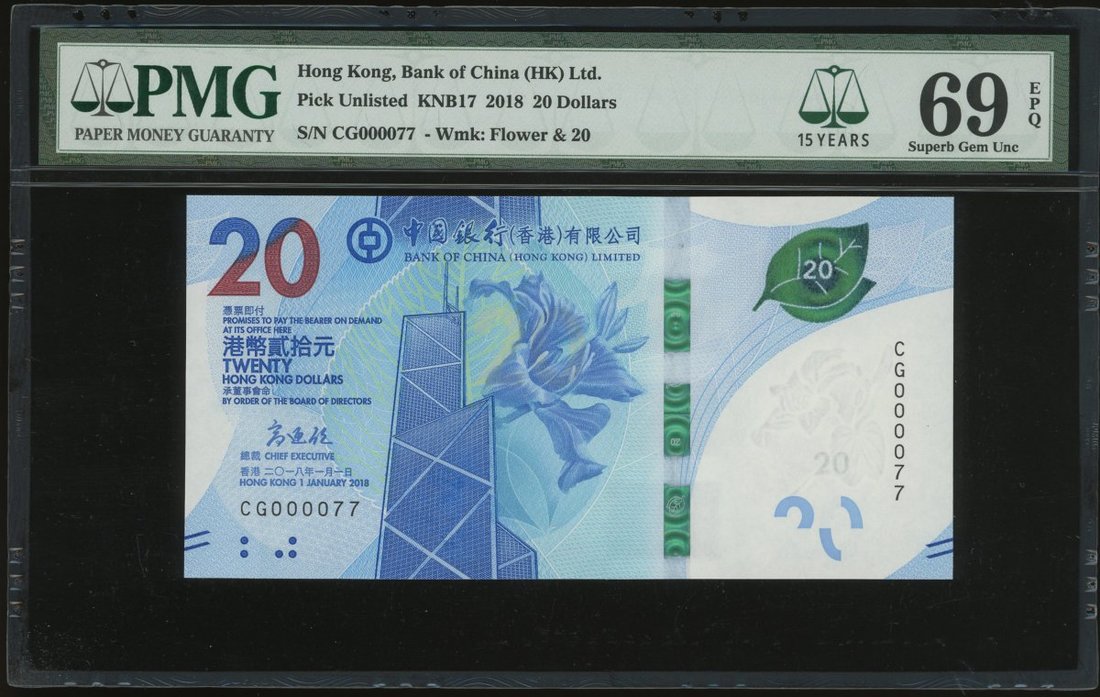 PMG
PAPER MONEY GUARANTY
Hong Kong, Bank of China (HK) Ltd.
Pick Unlisted KNB17 2018 20 Dollars
S/N CG000077 - Wmk: Flower & 20
15 YEARS
69
EPQ
Superb Gem Unc
20
中國銀行(香港)有限公司
BANK OF CHINA (HONG KONG) LIMITED
憑票即付
PROMISES TO PAY THE BEARER ON DEMAND
AT ITS OFFICE HERE
港幣貳拾元
TWENTY
HONG KONG DOLLARS
承董事會命
BY ORDER OF THE BOARD OF DIRECTORS
總裁 CHIEF EXECUTIVE
香港 二〇一八年一月一日
HONG KONG 1 JANUARY 2018
CG000077
20
20
CG000077
20